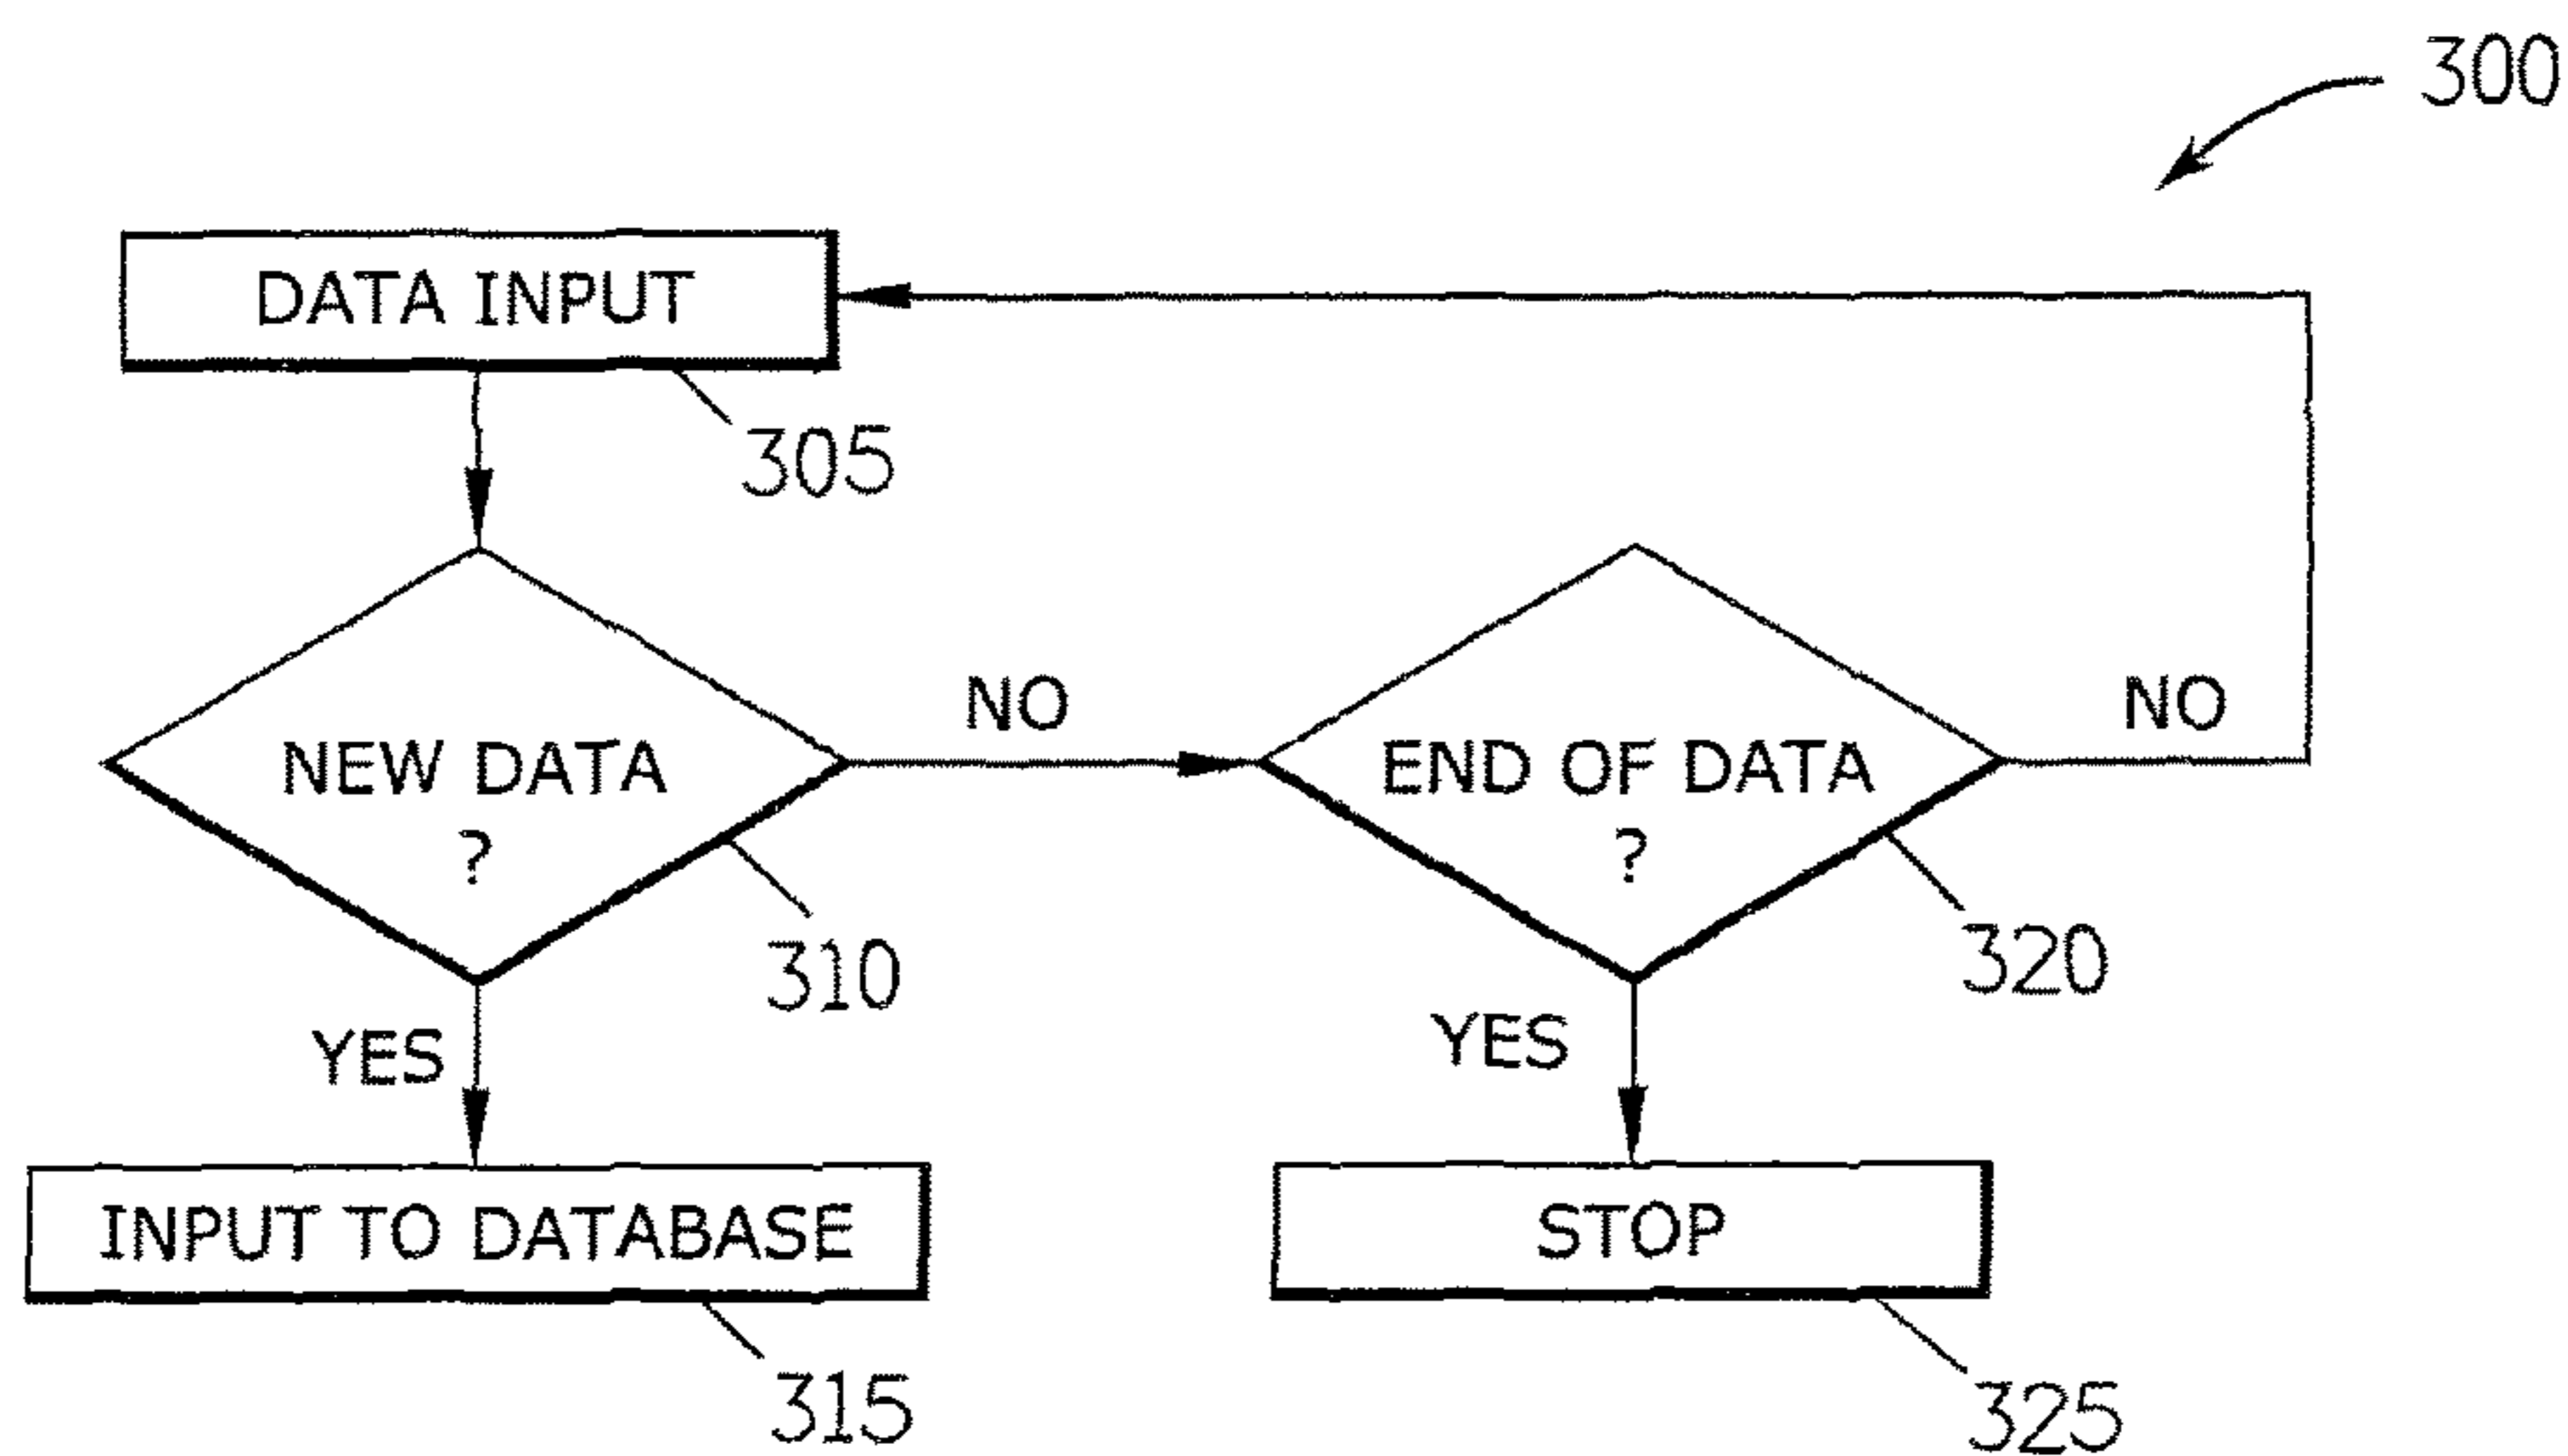 300
DATA INPUT
305
NEW DATA
?
310
NO
END OF DATA
?
320
NO
YES
INPUT TO DATABASE
315
YES
STOP
325